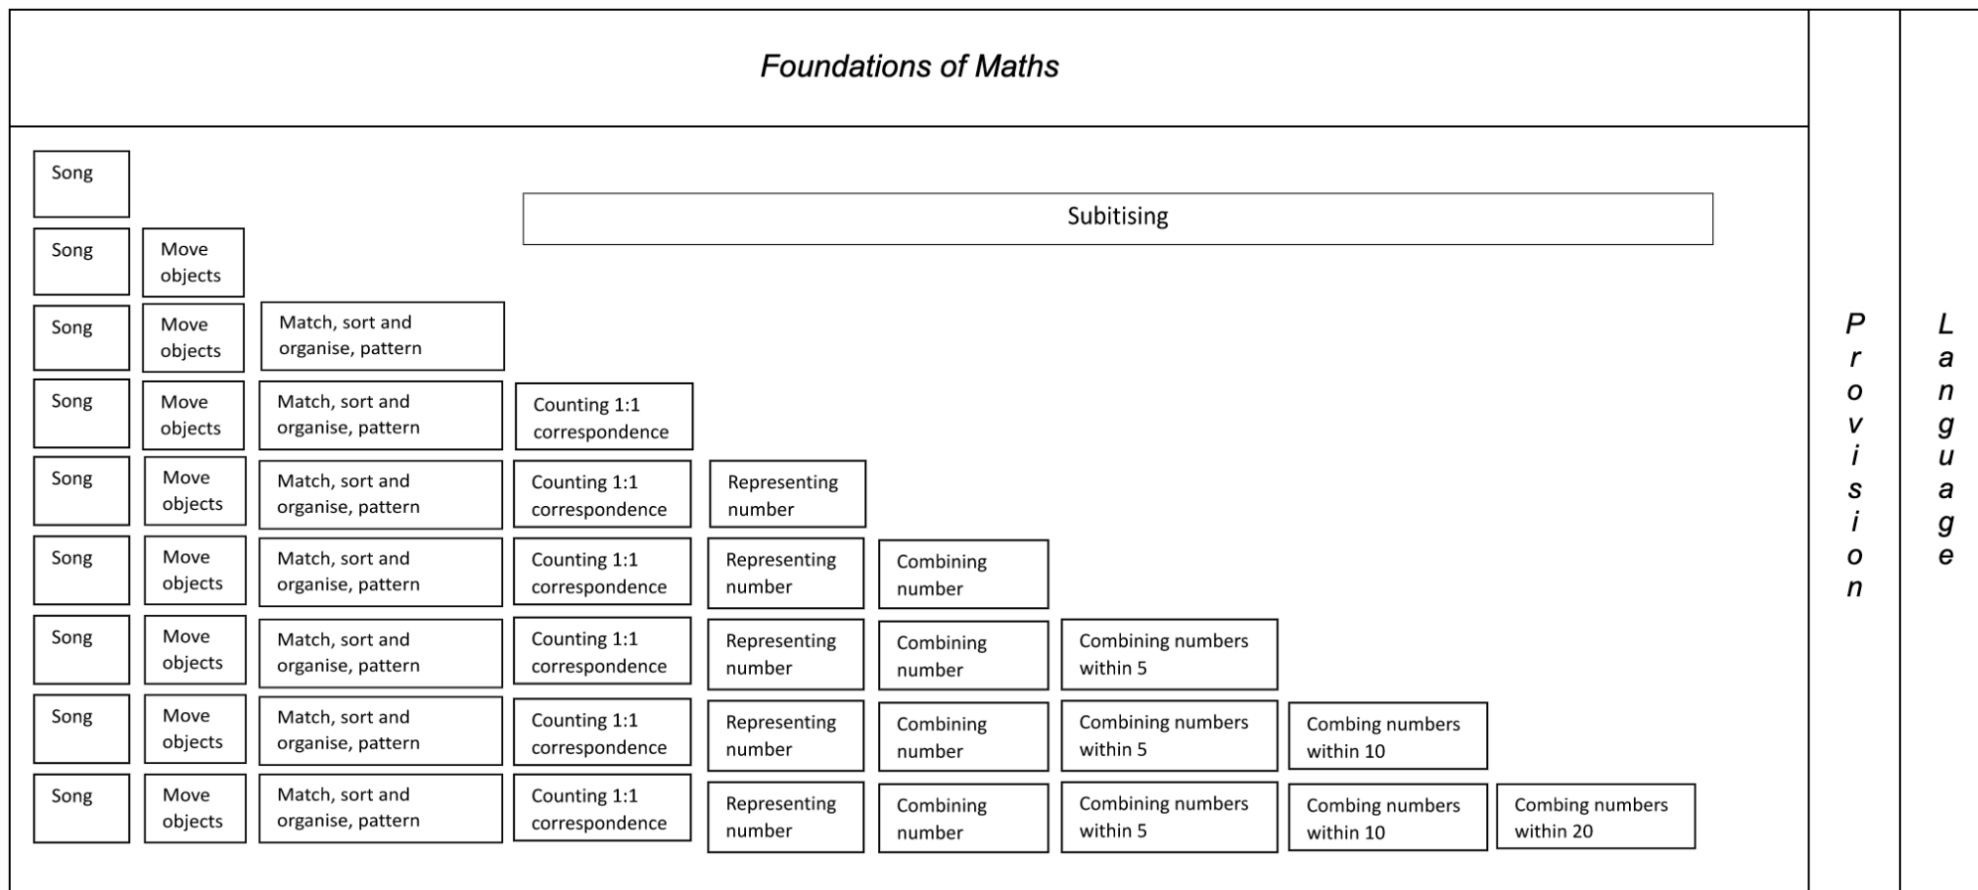 Foundations of Maths
Song
Subitising
Song
Move
objects
Song
Move
objects
Match, sort and
organise, pattern
Song
Move
objects
Match, sort and
organise, pattern
Counting 1:1
correspondence
Song
Move
objects
Match, sort and
organise, pattern
Counting 1:1
correspondence
Representing
number
Song
Move
objects
Match, sort and
organise, pattern
Counting 1:1
correspondence
Representing
number
Combining
number
Song
Move
objects
Match, sort and
organise, pattern
Counting 1:1
correspondence
Representing
number
Combining
number
Combining numbers
within 5
Song
Move
objects
Match, sort and
organise, pattern
Counting 1:1
correspondence
Representing
number
Combining
number
Combining numbers
within 5
Combing numbers
within 10
Song
Move
objects
Match, sort and
organise, pattern
Counting 1:1
correspondence
Representing
number
Combining
number
Combining numbers
within 5
Combing numbers
within 10
Combing numbers
within 20
Provision
Language